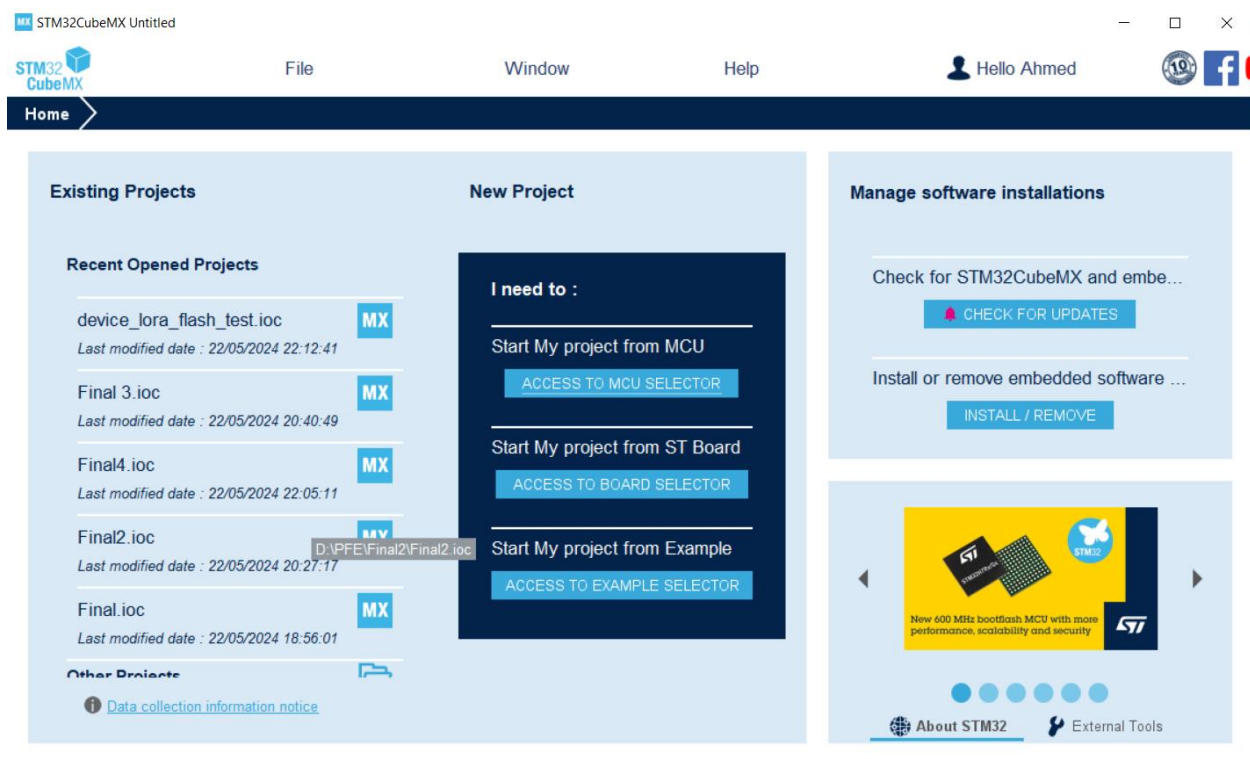 STM32CubeMX Untitled
STM32
CubeMX
File
Window
Help
Hello Ahmed
10
Home
Existing Projects
Recent Opened Projects
device_lora_flash_test.ioc
MX
Last modified date : 22/05/2024 22:12:41
Final 3.ioc
MX
Last modified date : 22/05/2024 20:40:49
Final4.ioc
MX
Last modified date : 22/05/2024 22:05:11
Final2.ioc
MX
D:\PFE\Final2\Final2.ioc
Last modified date : 22/05/2024 20:27:17
Final.ioc
MX
Last modified date : 22/05/2024 18:56:01
Other Projects
Data collection information notice
New Project
I need to :
Start My project from MCU
ACCESS TO MCU SELECTOR
Start My project from ST Board
ACCESS TO BOARD SELECTOR
Start My project from Example
ACCESS TO EXAMPLE SELECTOR
Manage software installations
Check for STM32CubeMX and embe...
CHECK FOR UPDATES
Install or remove embedded software ...
INSTALL / REMOVE
STM32
ST
New 600 MHz bootflash MCU with more
performance, scalability and security
ST
About STM32
External Tools